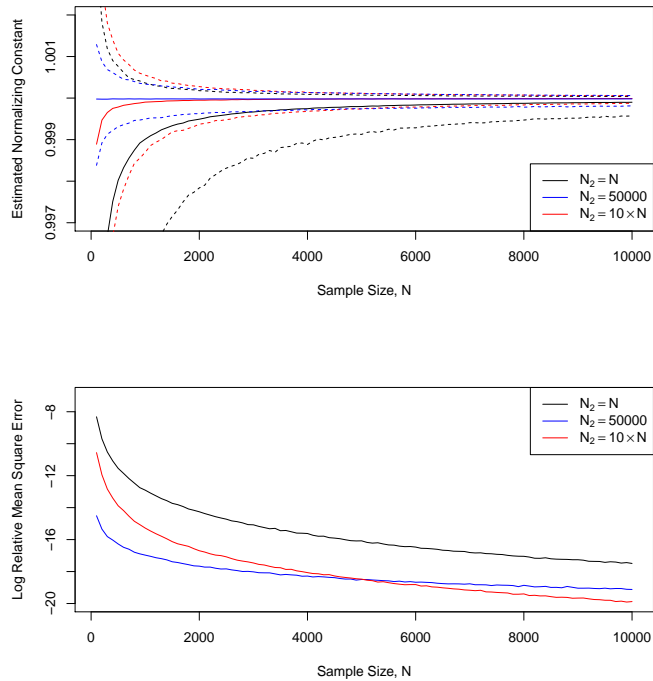 Estimated Normalizing Constant
1.001
0.999
0.997
N₂ = N
N₂ = 50000
N₂ = 10 × N
0 2000 4000 6000 8000 10000
Sample Size, N
Log Relative Mean Square Error
-8
-12
-16
-20
N₂ = N
N₂ = 50000
N₂ = 10 × N
0 2000 4000 6000 8000 10000
Sample Size, N